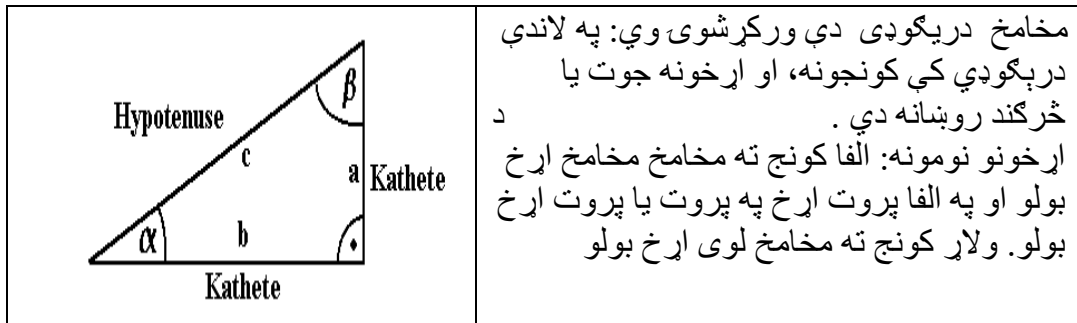 مخامخ دریګوډی دې ورکړشوی وي: په لاندې
دریګوډي کې کونجونه، او اړخونه جوت یا
څرګند روښانه دي . د
اړخونو نومونه: الفا کونج ته مخامخ مخامخ اړخ
بولو او په الفا پروت اړخ په پروت یا پروت اړخ
بولو. ولاړ کونج ته مخامخ لوی اړخ بولو
Hypotenuse
β
c
a Kathete
α b
Kathete